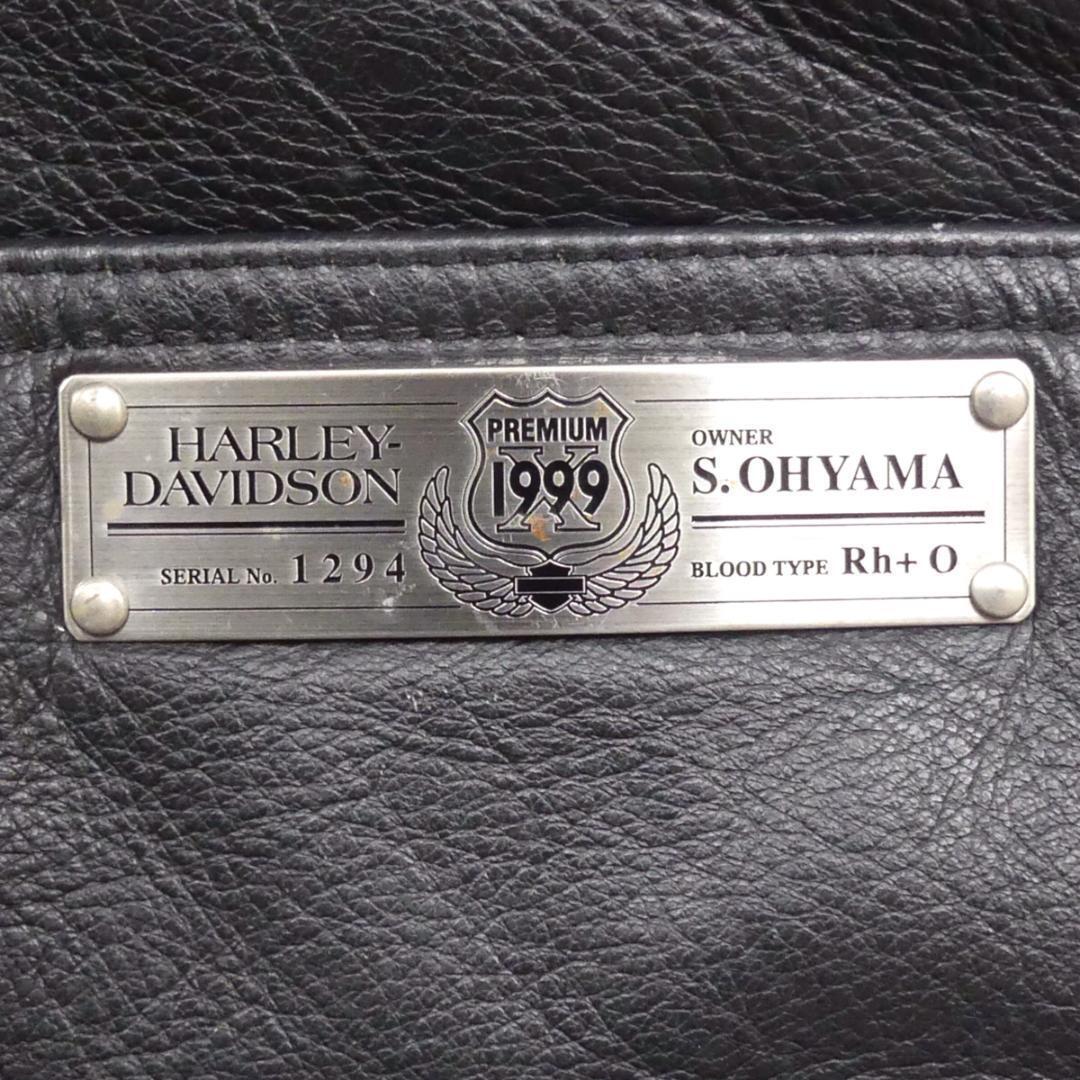 HARLEY-
DAVIDSON
SERIAL No. 1294
PREMIUM
X
1999
OWNER
S. OHYAMA
BLOOD TYPE Rh+ O